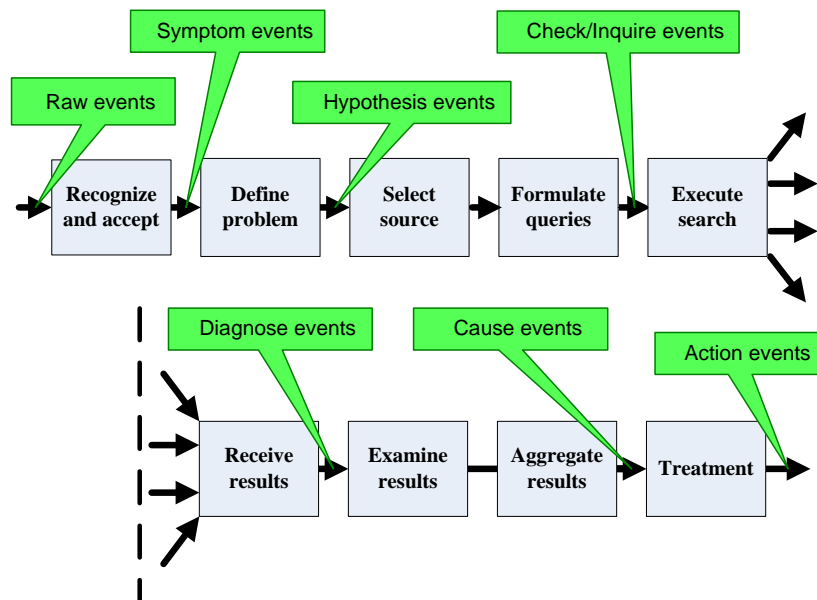 Symptom events
Check/Inquire events
Raw events
Hypothesis events
Recognize
and accept
Define
problem
Select
source
Formulate
queries
Execute
search
Diagnose events
Cause events
Action events
Receive
results
Examine
results
Aggregate
results
Treatment